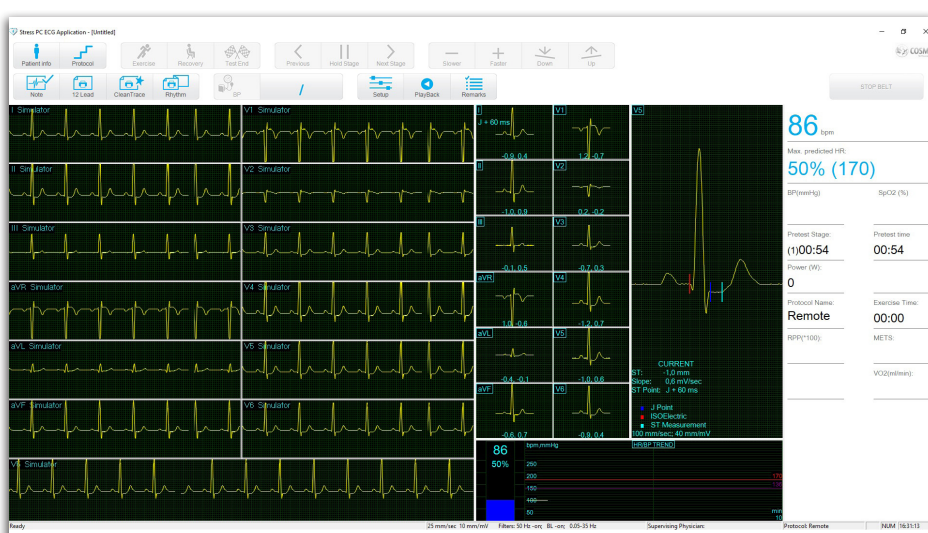 Stress PC ECG Application - [Untitled]
Patient info Protocol Exercise Recovery Test End Previous Hold Stage Next Stage Slower Faster Down Up
COSM
Note 12 Lead CleanTrace Rhythm BP / Setup PlayBack Remarks STOP BELT
I Simulator
V1 Simulator
II Simulator
V2 Simulator
III Simulator
V3 Simulator
aVR Simulator
V4 Simulator
aVL Simulator
V5 Simulator
aVF Simulator
V6 Simulator
V5 Simulator
I V1
J + 60 ms
-0.9, 0.4 1.2, -0.7
II V2
-1.0, 0.9 0.2, -0.2
III V3
-0.1, 0.5 -0.7, 0.3
aVR V4
1.0, -0.6 -1.2, 0.7
aVL V5
-0.4, -0.1 -1.0, 0.6
aVF V6
-0.6, 0.7 -0.9, 0.4
V5
CURRENT
ST: -1,0 mm
Slope: 0,6 mV/sec
ST Point: J + 60 ms
J Point
ISOElectric
ST Measurement
100 mm/sec; 40 mm/mV
86
50%
bpm,mmHg
HR/BP TREND
250
200
150
100
50
170
min
10
86 bpm
Max. predicted HR:
50% (170)
BP(mmHg) SpO2 (%)
Pretest Stage: Pretest time
(1)00:54 00:54
Power (W):
0
Protocol Name: Exercise Time:
Remote 00:00
RPP(*100): METS:
VO2(ml/min):
Ready 25 mm/sec 10 mm/mV Filters: 50 Hz -on; BL -on; 0.05-35 Hz Supervising Physician: Protocol: Remote NUM 16:31:13